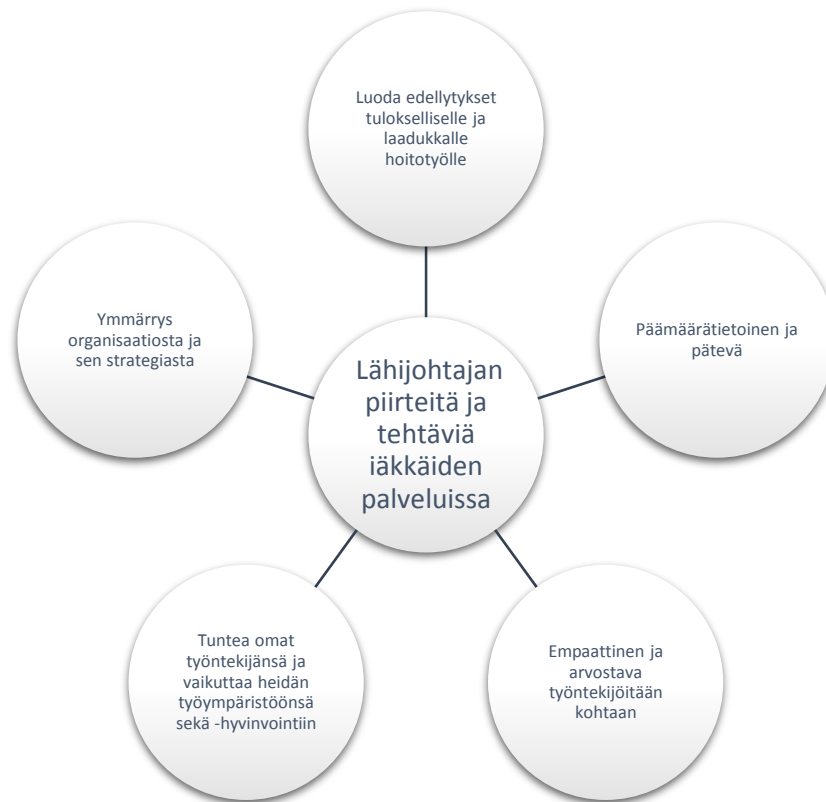 Luoda edellytykset
tulokselliselle ja
laadukkalle
hoitotyölle
Ymmärrys
organisaatiosta ja
sen strategiasta
Päämäärätietoinen ja
pätevä
Lähijohtajan
piirteitä ja
tehtäviä
iäkkäiden
palveluissa
Tuntea omat
työntekijänsä ja
vaikuttaa heidän
työympäristöönsä
sekä -hyvinvointiin
Empaattinen ja
arvostava
työntekijöitään
kohtaan